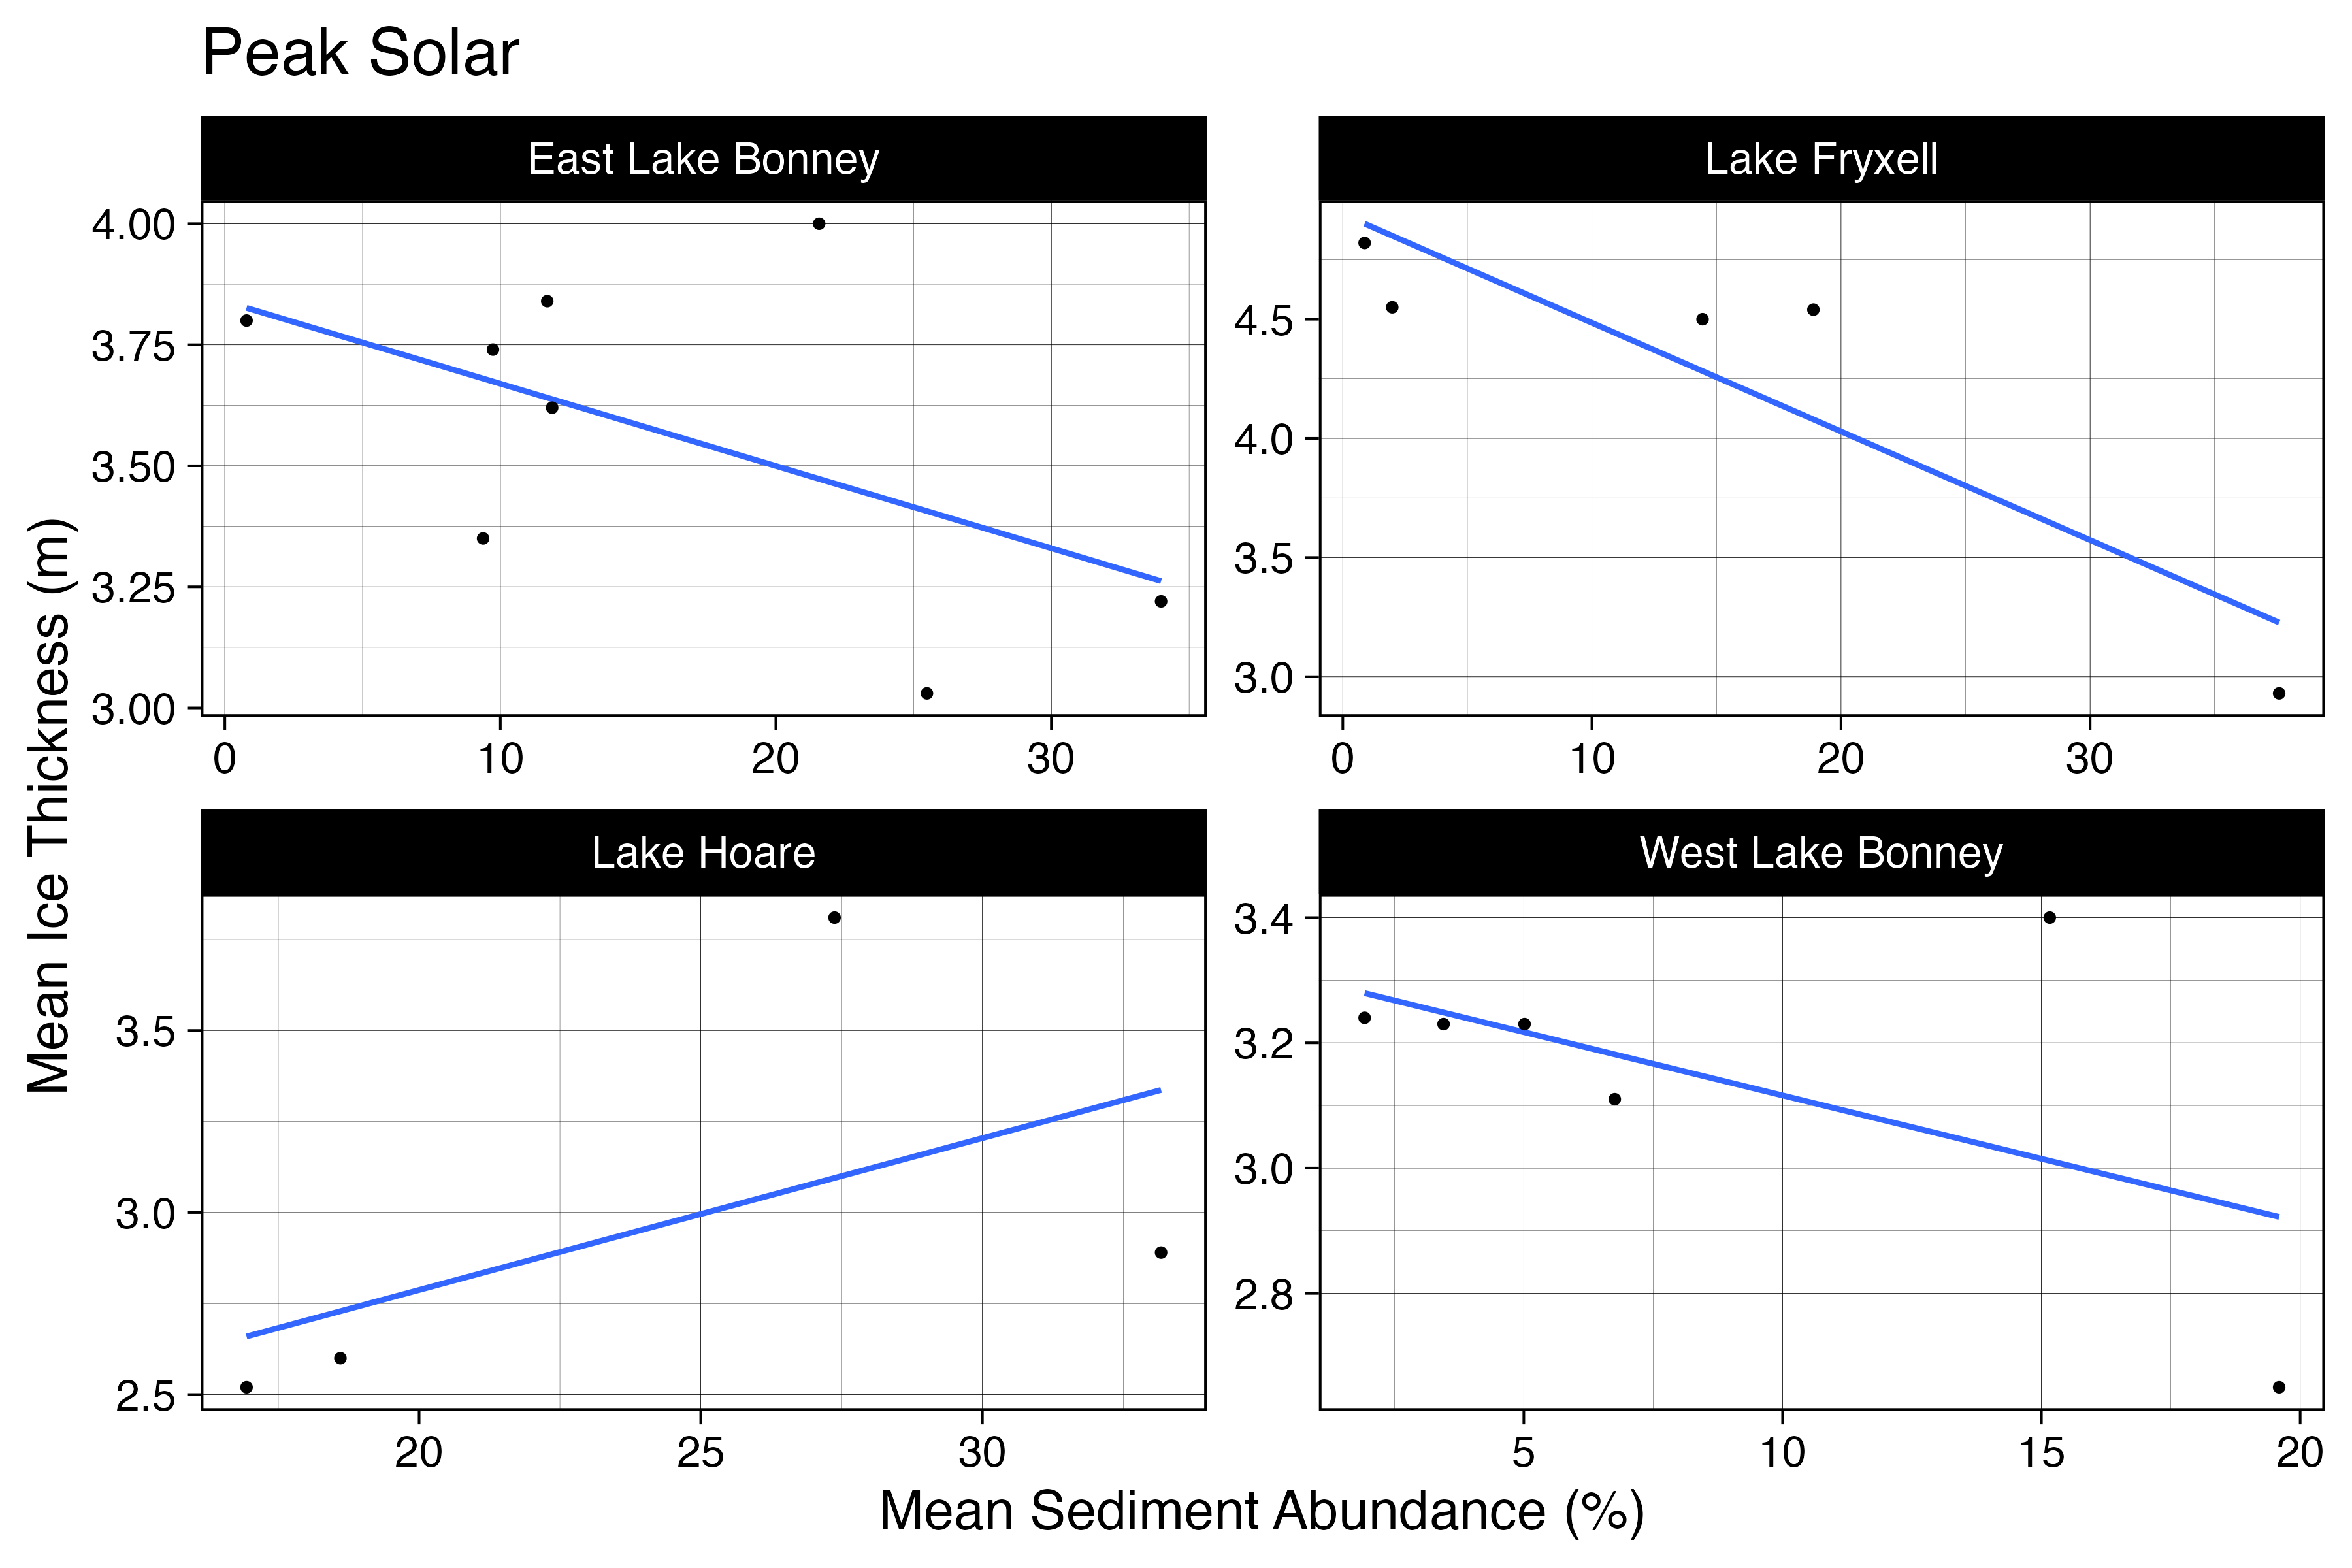 Peak Solar
East Lake Bonney
Lake Fryxell
4.00
3.75
3.50
3.25
3.00
0 10 20 30
4.5
4.0
3.5
3.0
0 10 20 30
Mean Ice Thickness (m)
Lake Hoare
West Lake Bonney
3.5
3.0
2.5
20 25 30
3.4
3.2
3.0
2.8
5 10 15 20
Mean Sediment Abundance (%)